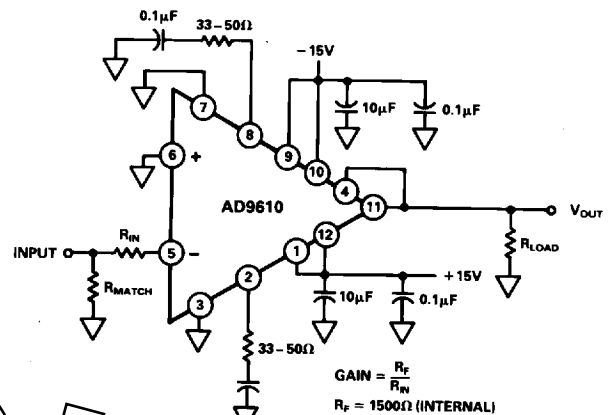 0.1µF 33–50Ω
–15V
10µF 0.1µF
7
8
9
10
6 +
4
AD9610
11
VOUT
12
RIN
1
INPUT 5 –
RLOAD
RMATCH
2
+15V
3
10µF 0.1µF
33–50Ω
GAIN = RF
RIN
RF = 1500Ω (INTERNAL)